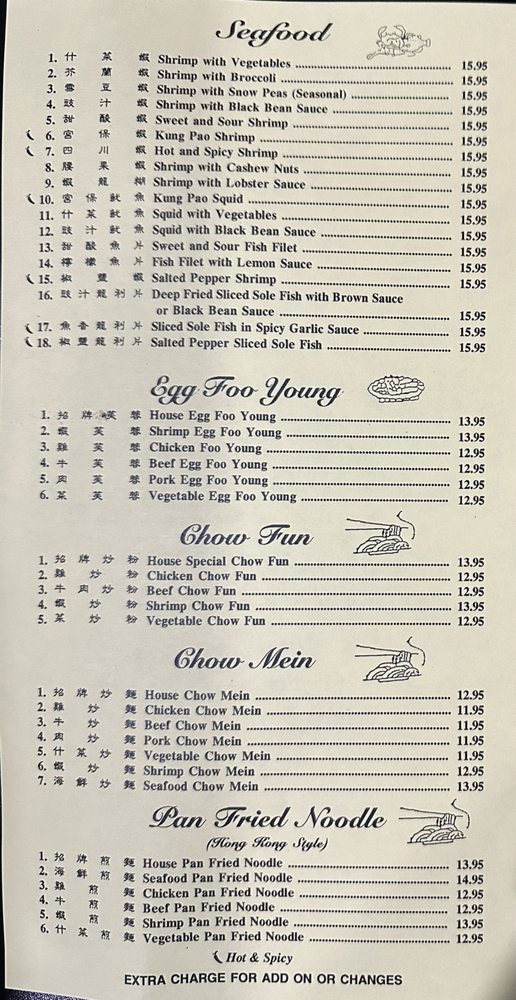 Seafood
1. 什菜蝦 Shrimp with Vegetables 15.95
2. 芥蘭蝦 Shrimp with Broccoli 15.95
3. 雪豆蝦 Shrimp with Snow Peas (Seasonal) 15.95
4. 豉汁蝦 Shrimp with Black Bean Sauce 15.95
5. 甜酸蝦 Sweet and Sour Shrimp 15.95
6. 宮保蝦 Kung Pao Shrimp 15.95
7. 四川蝦 Hot and Spicy Shrimp 15.95
8. 腰果蝦 Shrimp with Cashew Nuts 15.95
9. 蝦龍糊 Shrimp with Lobster Sauce 15.95
10. 宮保魷魚 Kung Pao Squid 15.95
11. 什菜魷魚 Squid with Vegetables 15.95
12. 豉汁魷魚 Squid with Black Bean Sauce 15.95
13. 甜酸魚片 Sweet and Sour Fish Filet 15.95
14. 檸檬魚片 Fish Filet with Lemon Sauce 15.95
15. 椒鹽蝦 Salted Pepper Shrimp 15.95
16. 豉汁龍利片 Deep Fried Sliced Sole Fish with Brown Sauce
or Black Bean Sauce 15.95
17. 魚香龍利片 Sliced Sole Fish in Spicy Garlic Sauce 15.95
18. 椒鹽龍利片 Salted Pepper Sliced Sole Fish 15.95
Egg Foo Young
1. 招牌芙蓉 House Egg Foo Young 13.95
2. 蝦芙蓉 Shrimp Egg Foo Young 13.95
3. 雞芙蓉 Chicken Foo Young 12.95
4. 牛芙蓉 Beef Egg Foo Young 12.95
5. 肉芙蓉 Pork Egg Foo Young 12.95
6. 菜芙蓉 Vegetable Egg Foo Young 12.95
Chow Fun
1. 招牌炒粉 House Special Chow Fun 13.95
2. 雞炒粉 Chicken Chow Fun 12.95
3. 牛肉炒粉 Beef Chow Fun 12.95
4. 蝦炒粉 Shrimp Chow Fun 13.95
5. 菜炒粉 Vegetable Chow Fun 12.95
Chow Mein
1. 招牌炒麵 House Chow Mein 12.95
2. 雞炒麵 Chicken Chow Mein 11.95
3. 牛炒麵 Beef Chow Mein 11.95
4. 肉炒麵 Pork Chow Mein 11.95
5. 什菜炒麵 Vegetable Chow Mein 11.95
6. 蝦炒麵 Shrimp Chow Mein 12.95
7. 海鮮炒麵 Seafood Chow Mein 13.95
Pan Fried Noodle
(Hong Kong Style)
1. 招牌煎麵 House Pan Fried Noodle 13.95
2. 海鮮煎麵 Seafood Pan Fried Noodle 14.95
3. 雞煎麵 Chicken Pan Fried Noodle 12.95
4. 牛煎麵 Beef Pan Fried Noodle 12.95
5. 蝦煎麵 Shrimp Pan Fried Noodle 13.95
6. 什菜煎麵 Vegetable Pan Fried Noodle 12.95
Hot & Spicy
EXTRA CHARGE FOR ADD ON OR CHANGES